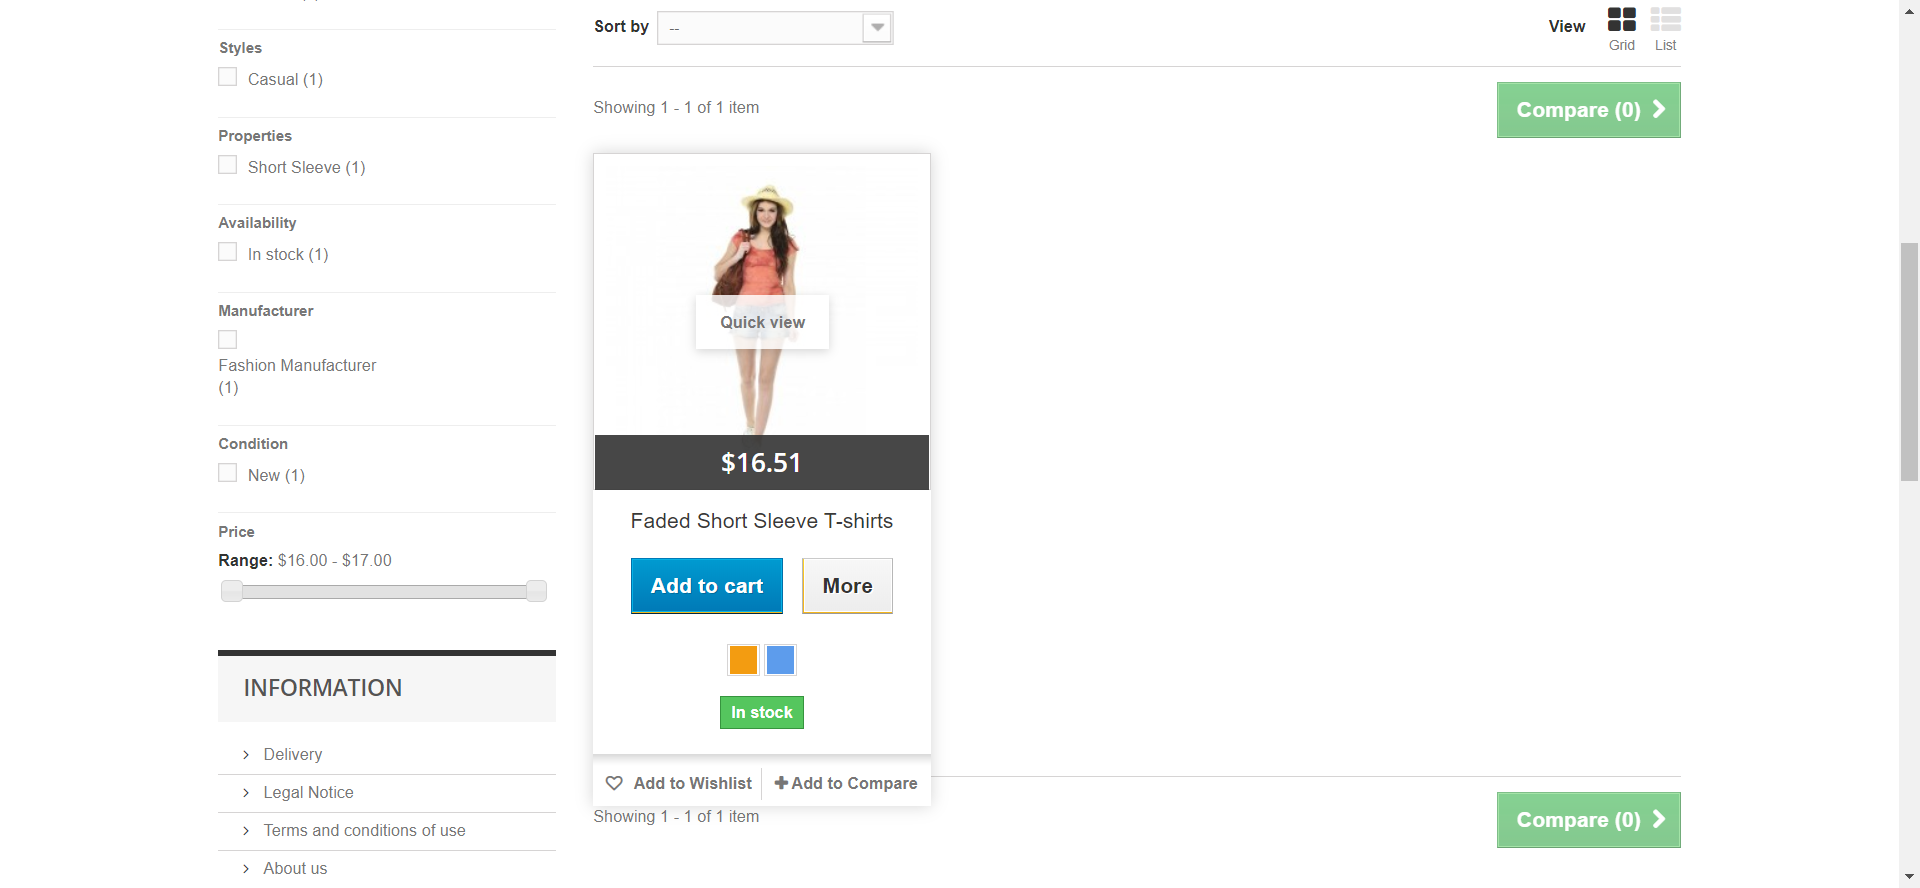 Styles
Casual (1)
Properties
Short Sleeve (1)
Availability
In stock (1)
Manufacturer
Fashion Manufacturer
(1)
Condition
New (1)
Price
Range: $16.00 - $17.00
INFORMATION
Delivery
Legal Notice
Terms and conditions of use
About us
Sort by
--
View
Grid
List
Showing 1 - 1 of 1 item
Compare (0)
Quick view
$16.51
Faded Short Sleeve T-shirts
Add to cart
More
In stock
Add to Wishlist
Add to Compare
Showing 1 - 1 of 1 item
Compare (0)